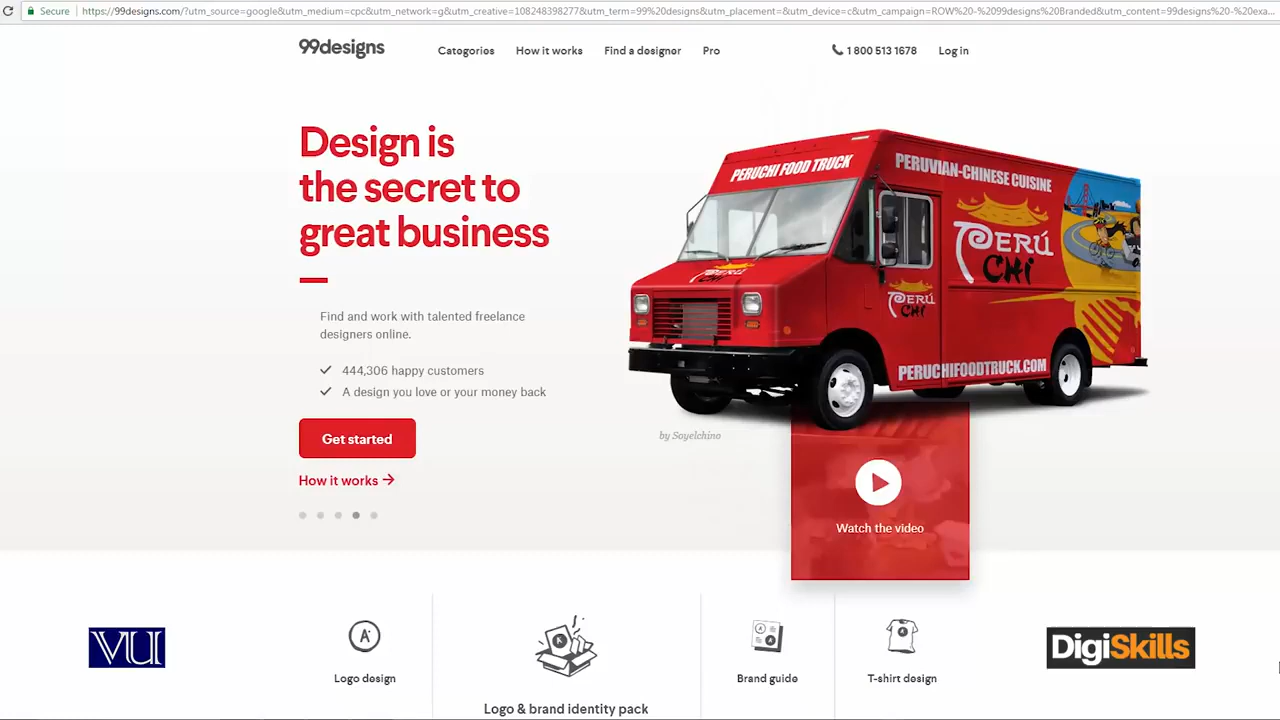 Secure
https://99designs.com/?utm_source=google&utm_medium=cpc&utm_network=g&utm_creative=108248398277&utm_term=99%20designs&utm_placement=&utm_device=c&utm_campaign=ROW%20-%2099designs%20Branded&utm_content=99designs%20-%20exa...
99designs
Categories
How it works
Find a designer
Pro
1 800 513 1678
Log in
Design is
the secret to
great business
Find and work with talented freelance
designers online.
444,306 happy customers
A design you love or your money back
Get started
How it works
PERUCHI FOOD TRUCK
PERUVIAN-CHINESE CUISINE
PERÚ
CHI
PERÚ
CHI
PERÚ
CHI
PERUCHIFOODTRUCK.COM
by Soyelchino
Watch the video
VU
Logo design
Logo & brand identity pack
Brand guide
T-shirt design
DigiSkills